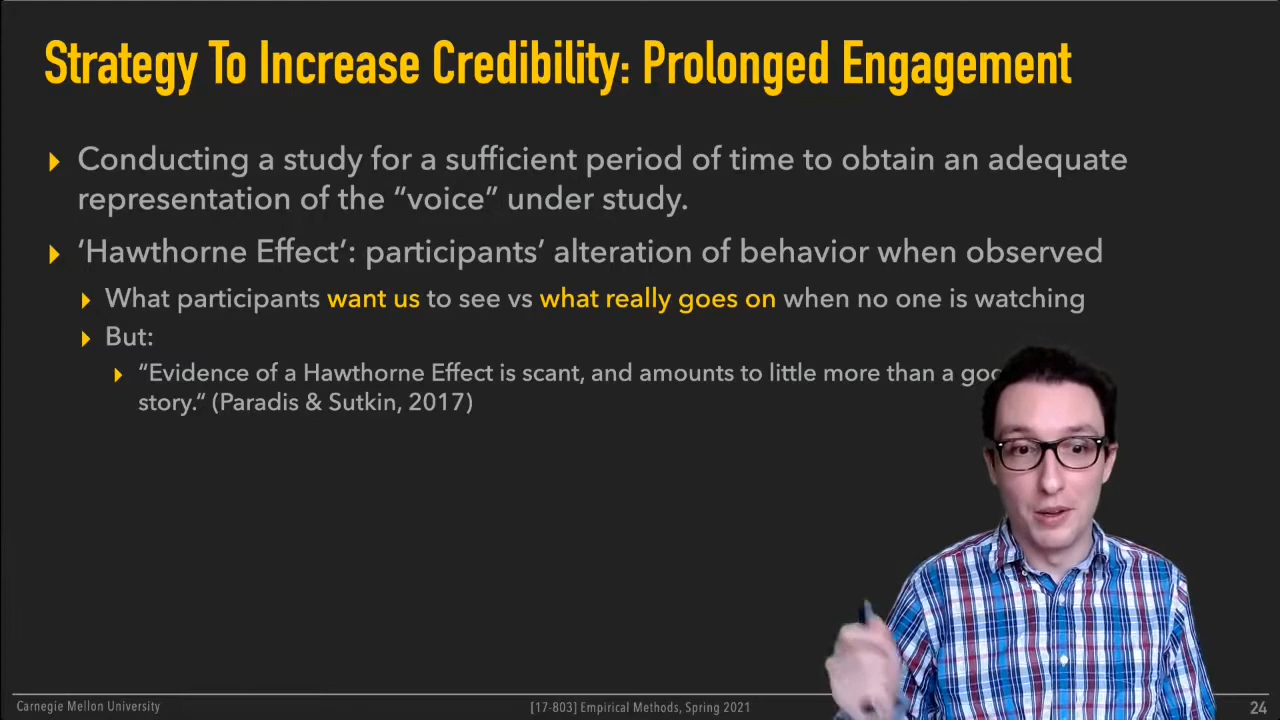 Strategy To Increase Credibility: Prolonged Engagement
Conducting a study for a sufficient period of time to obtain an adequate
representation of the “voice” under study.
‘Hawthorne Effect’: participants’ alteration of behavior when observed
What participants want us to see vs what really goes on when no one is watching
But:
“Evidence of a Hawthorne Effect is scant, and amounts to little more than a
story.“ (Paradis & Sutkin, 2017)
Carnegie Mellon University
[17-803] Empirical Methods, Spring 2021
24